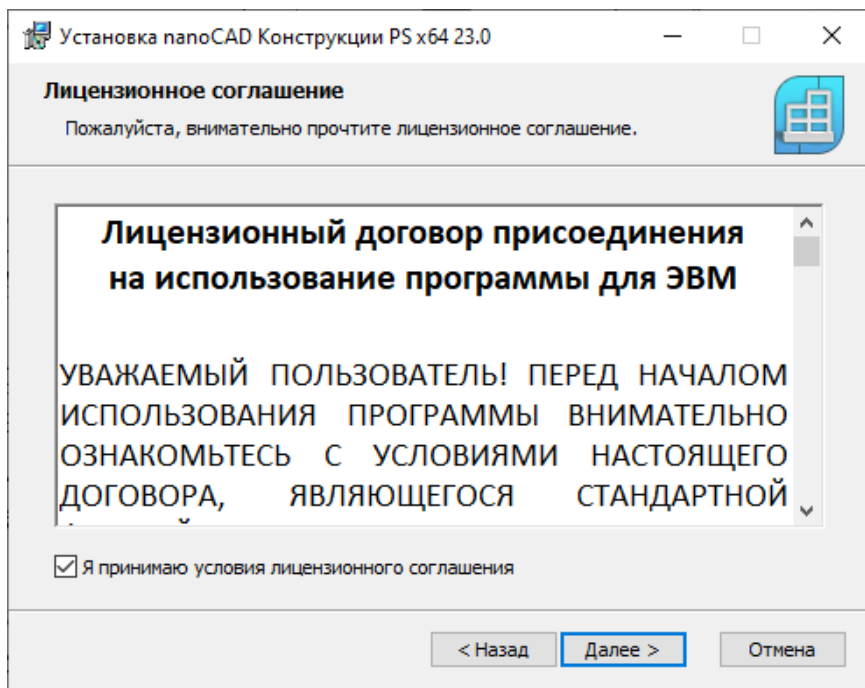 Установка nanoCAD Конструкции PS x64 23.0
Лицензионное соглашение
Пожалуйста, внимательно прочтите лицензионное соглашение.
Лицензионный договор присоединения
на использование программы для ЭВМ
УВАЖАЕМЫЙ ПОЛЬЗОВАТЕЛЬ! ПЕРЕД НАЧАЛОМ
ИСПОЛЬЗОВАНИЯ ПРОГРАММЫ ВНИМАТЕЛЬНО
ОЗНАКОМЬТЕСЬ С УСЛОВИЯМИ НАСТОЯЩЕГО
ДОГОВОРА, ЯВЛЯЮЩЕГОСЯ СТАНДАРТНОЙ
Я принимаю условия лицензионного соглашения
< Назад Далее > Отмена